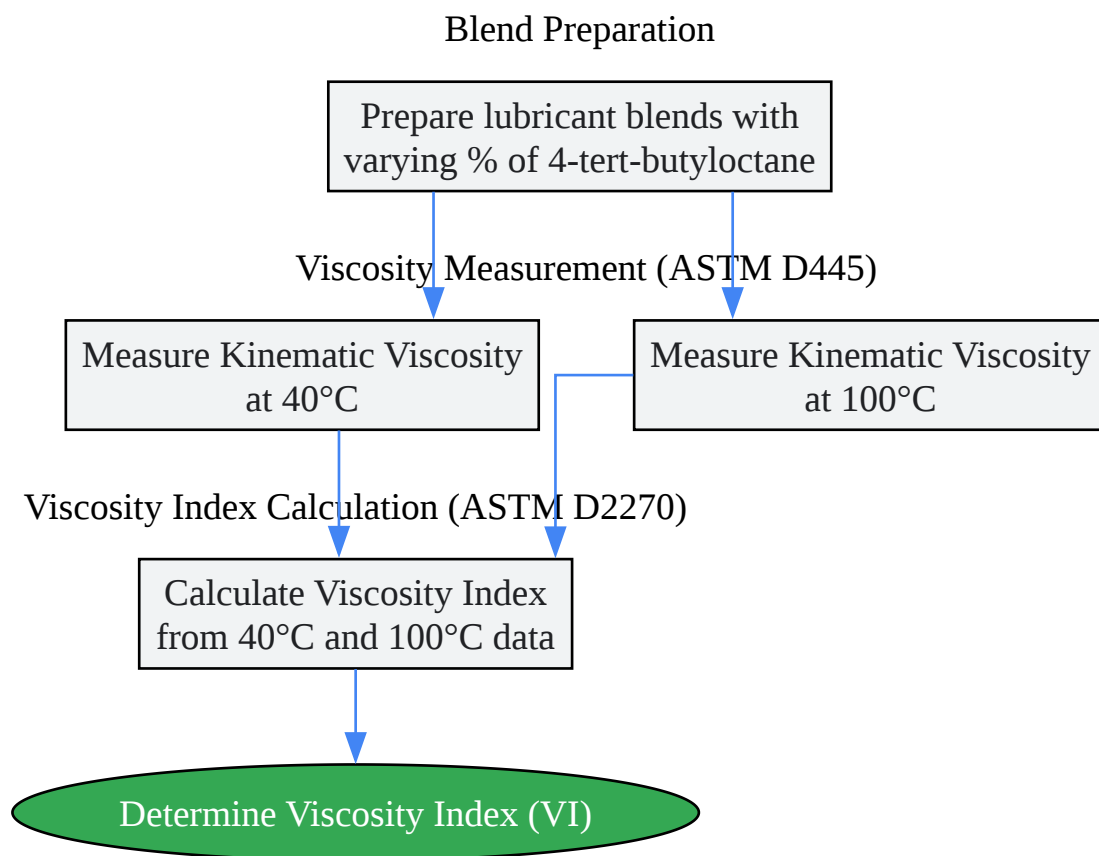 Blend Preparation
Prepare lubricant blends with
varying % of 4-tert-butyloctane
Viscosity Measurement (ASTM D445)
Measure Kinematic Viscosity
at 40°C
Measure Kinematic Viscosity
at 100°C
Viscosity Index Calculation (ASTM D2270)
Calculate Viscosity Index
from 40°C and 100°C data
Determine Viscosity Index (VI)